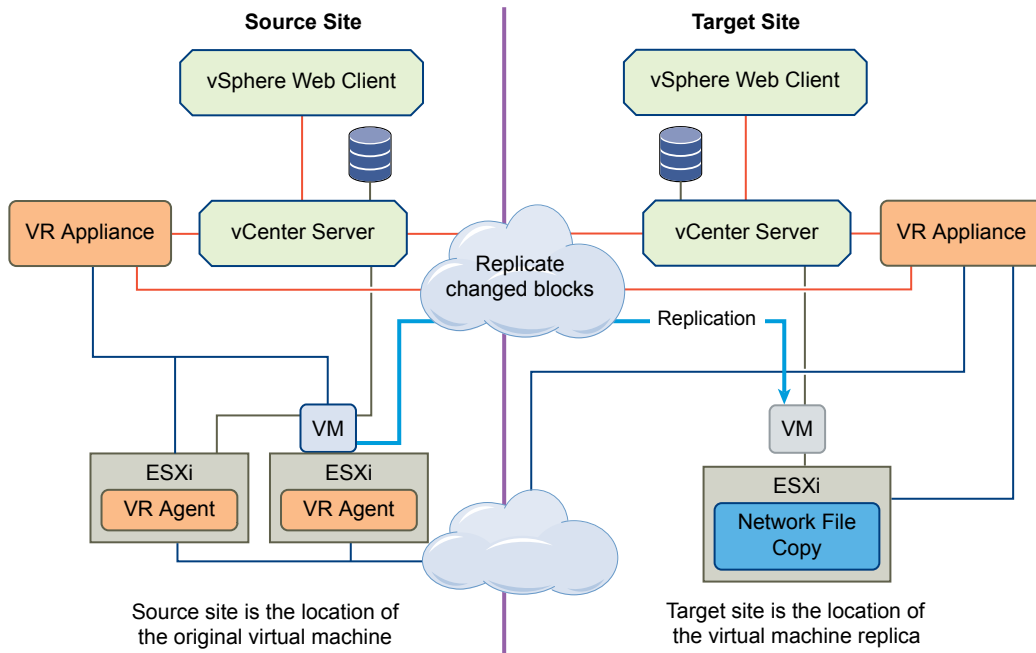 Source Site
Target Site
vSphere Web Client
vSphere Web Client
VR Appliance
vCenter Server
vCenter Server
VR Appliance
Replicate
changed blocks
Replication
VM
VM
ESXi
VR Agent
ESXi
VR Agent
ESXi
Network File
Copy
Source site is the location of
the original virtual machine
Target site is the location of
the virtual machine replica